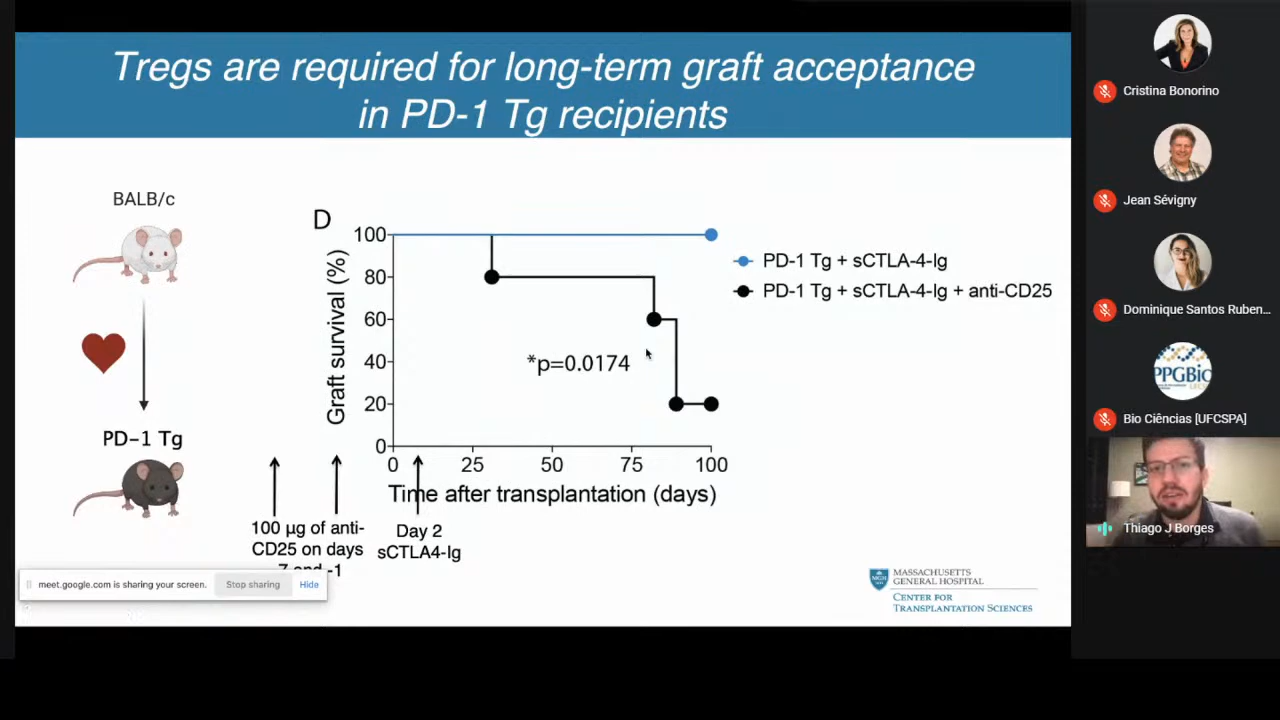 Tregs are required for long-term graft acceptance
in PD-1 Tg recipients
BALB/c
PD-1 Tg
D
Graft survival (%)
100
80
60
40
20
0
0 25 50 75 100
Time after transplantation (days)
*p=0.0174
PD-1 Tg + sCTLA-4-Ig
PD-1 Tg + sCTLA-4-Ig + anti-CD25
100 µg of anti-
CD25 on days
-1
Day 2
sCTLA4-Ig
meet.google.com is sharing your screen.
Stop sharing
Hide
MGH
1811
MASSACHUSETTS
GENERAL HOSPITAL
CENTER FOR
TRANSPLANTATION SCIENCES
Cristina Bonorino
Jean Sévigny
Dominique Santos Ruben...
PPGBio
Bio Ciências [UFCSPA]
Thiago J Borges